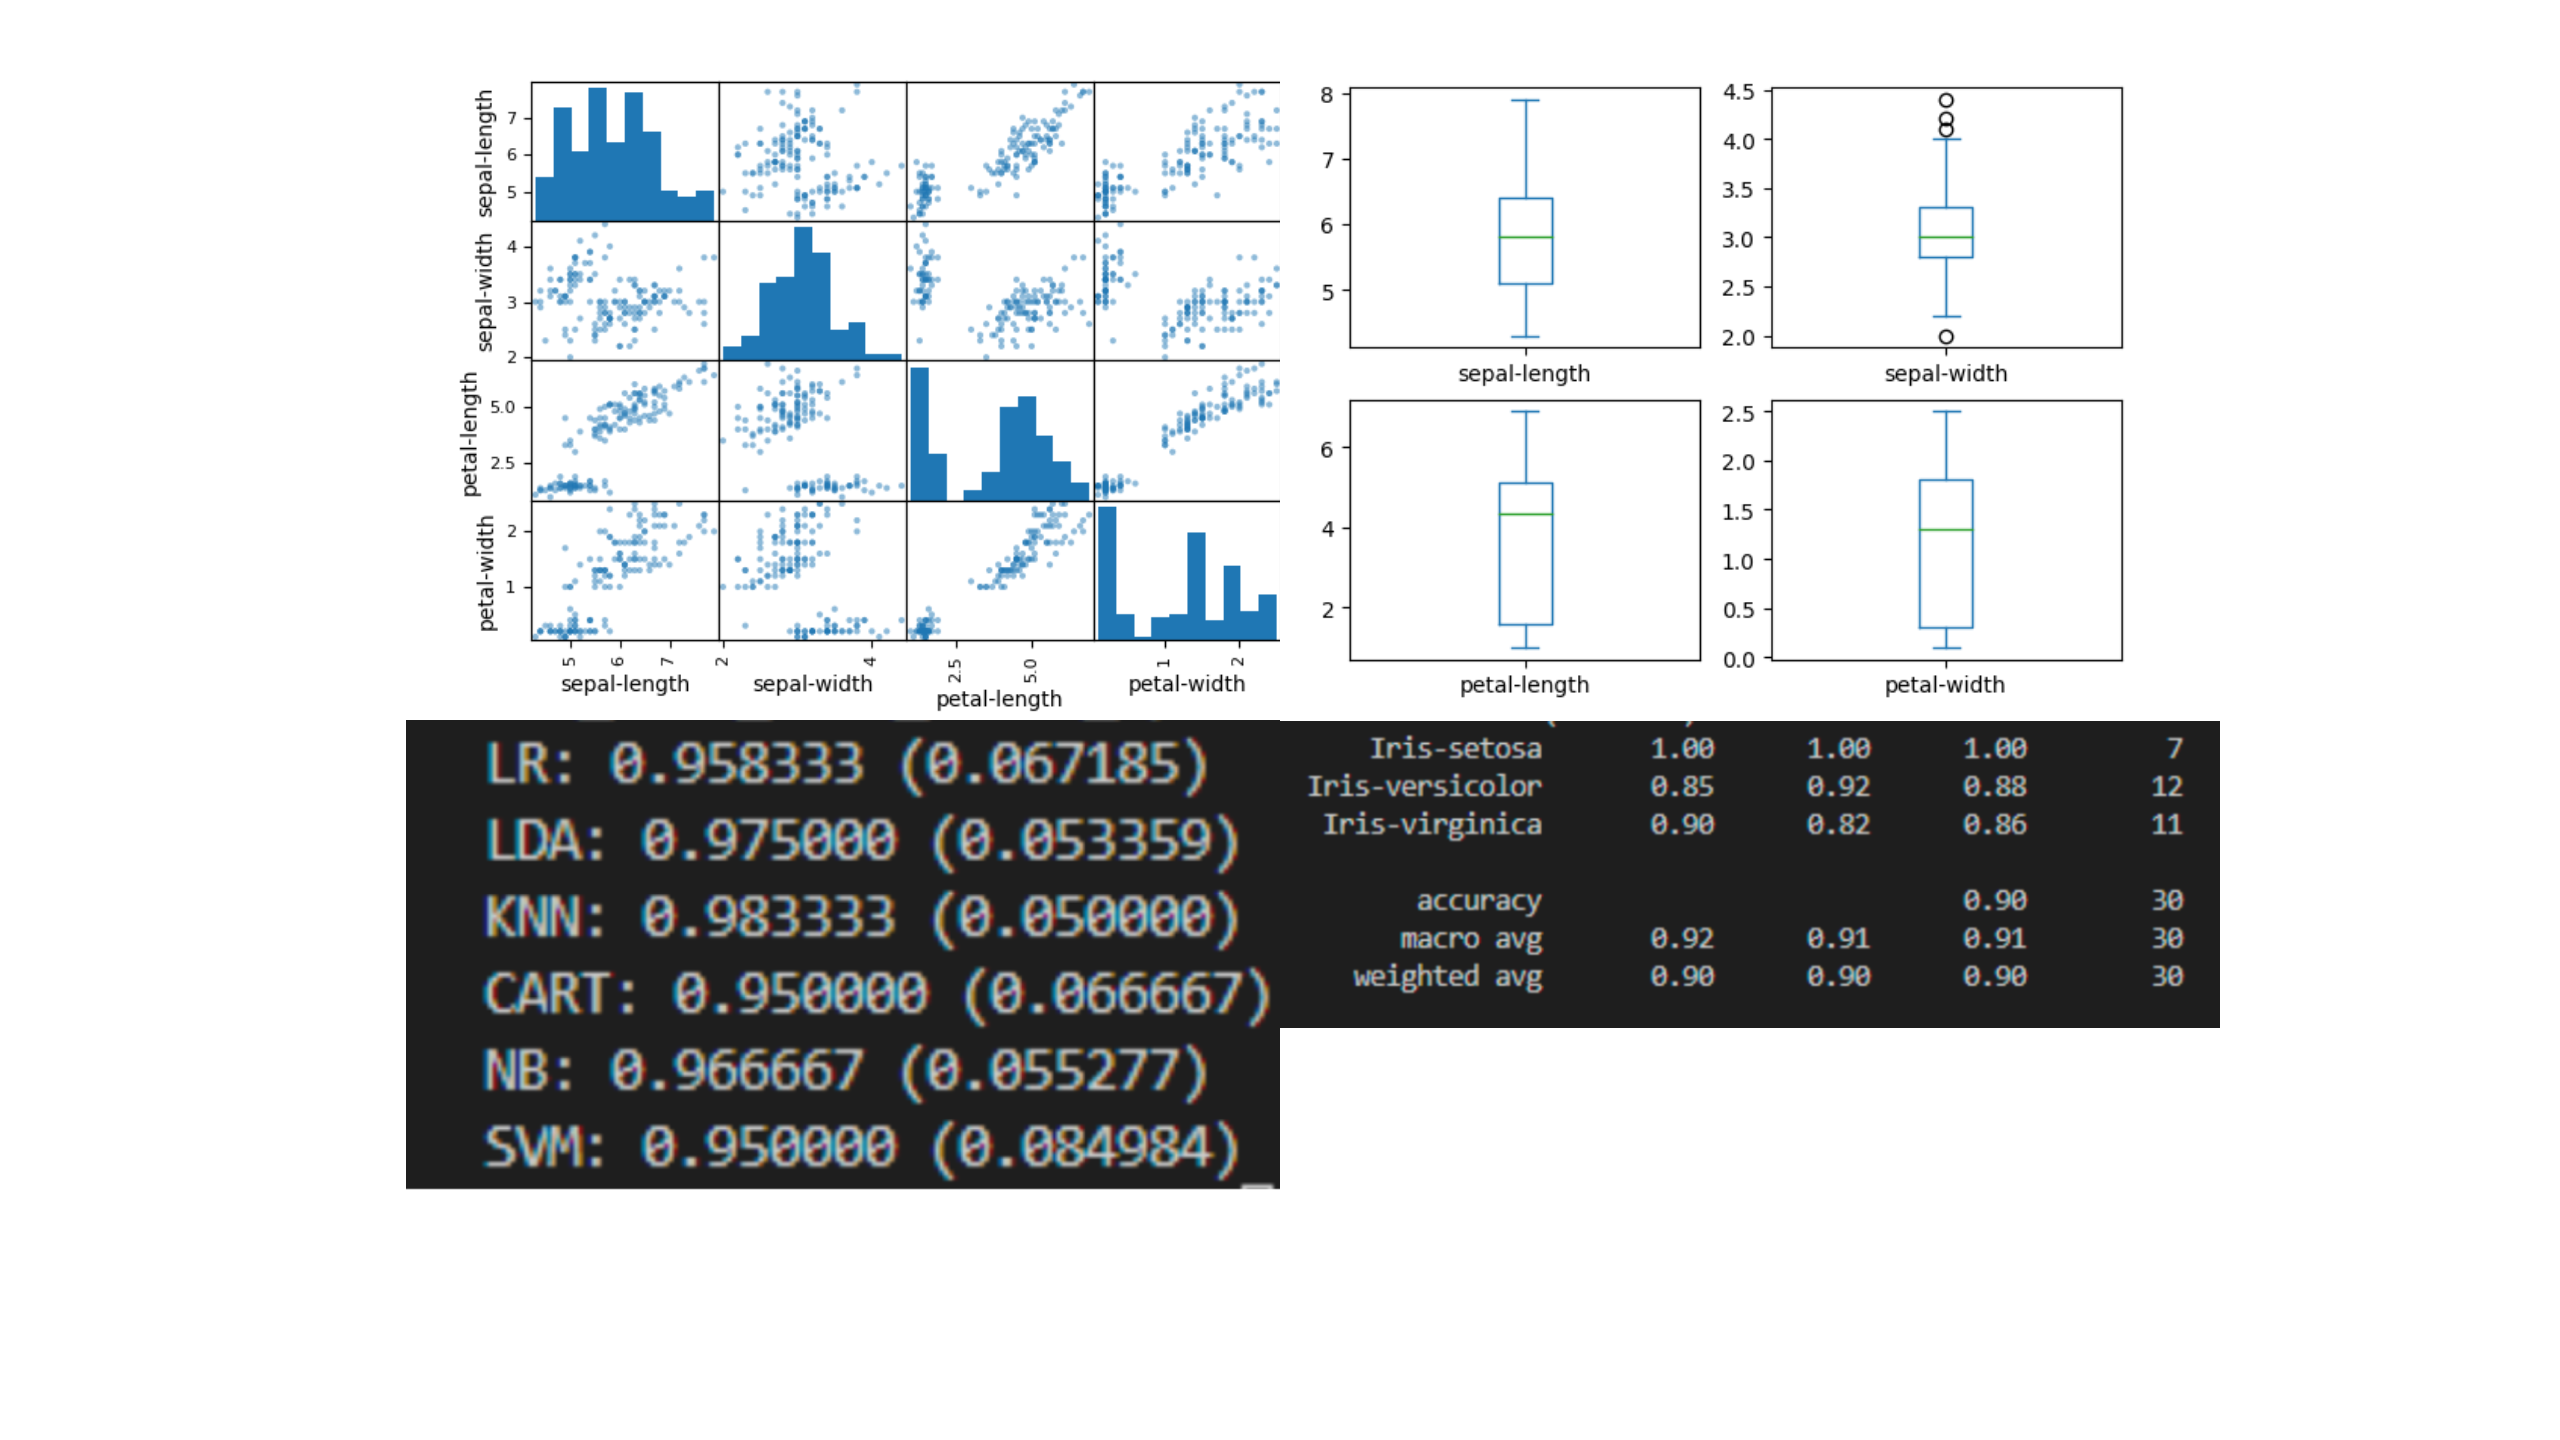 sepal-length
7
6
5
sepal-width
4
3
2
petal-length
5.0
2.5
petal-width
2
1
5 6 7 2 4 2.5 5.0 1 2
sepal-length sepal-width petal-length petal-width
8
7
6
5
sepal-length
4.5
4.0
3.5
3.0
2.5
2.0
sepal-width
6
4
2
petal-length
2.5
2.0
1.5
1.0
0.5
0.0
petal-width
LR: 0.958333 (0.067185)
LDA: 0.975000 (0.053359)
KNN: 0.983333 (0.050000)
CART: 0.950000 (0.066667)
NB: 0.966667 (0.055277)
SVM: 0.950000 (0.084984)
Iris-setosa 1.00 1.00 1.00 7
Iris-versicolor 0.85 0.92 0.88 12
Iris-virginica 0.90 0.82 0.86 11
accuracy 0.90 30
macro avg 0.92 0.91 0.91 30
weighted avg 0.90 0.90 0.90 30